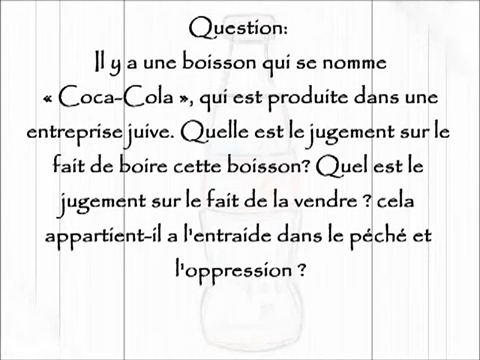 Question:
Il y a une boisson qui se nomme
« Coca-Cola », qui est produite dans une
entreprise juive. Quelle est le jugement sur le
fait de boire cette boisson? Quel est le
jugement sur le fait de la vendre ? cela
appartient-il a l'entraide dans le péché et
l'oppression ?